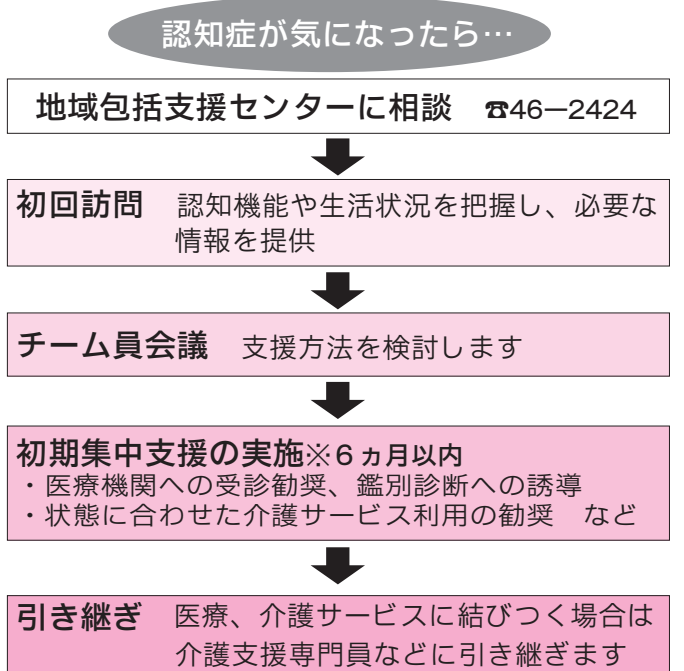 認知症が気になったら…
地域包括支援センターに相談　☎46―2424
初回訪問　認知機能や生活状況を把握し、必要な
情報を提供
チーム員会議　支援方法を検討します
初期集中支援の実施※６ヵ月以内
・医療機関への受診勧奨、鑑別診断への誘導
・状態に合わせた介護サービス利用の勧奨　など
引き継ぎ　医療、介護サービスに結びつく場合は
介護支援専門員などに引き継ぎます